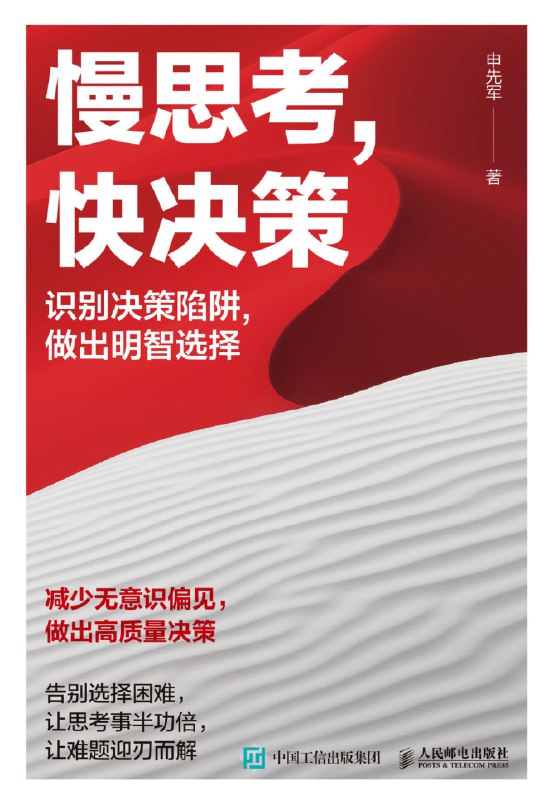 慢思考,
快决策
申先军
著
识别决策陷阱,
做出明智选择
减少无意识偏见,
做出高质量决策
告别选择困难,
让思考事半功倍,
让难题迎刃而解
中国工信出版集团
人民邮电出版社
POSTS & TELECOM PRESS